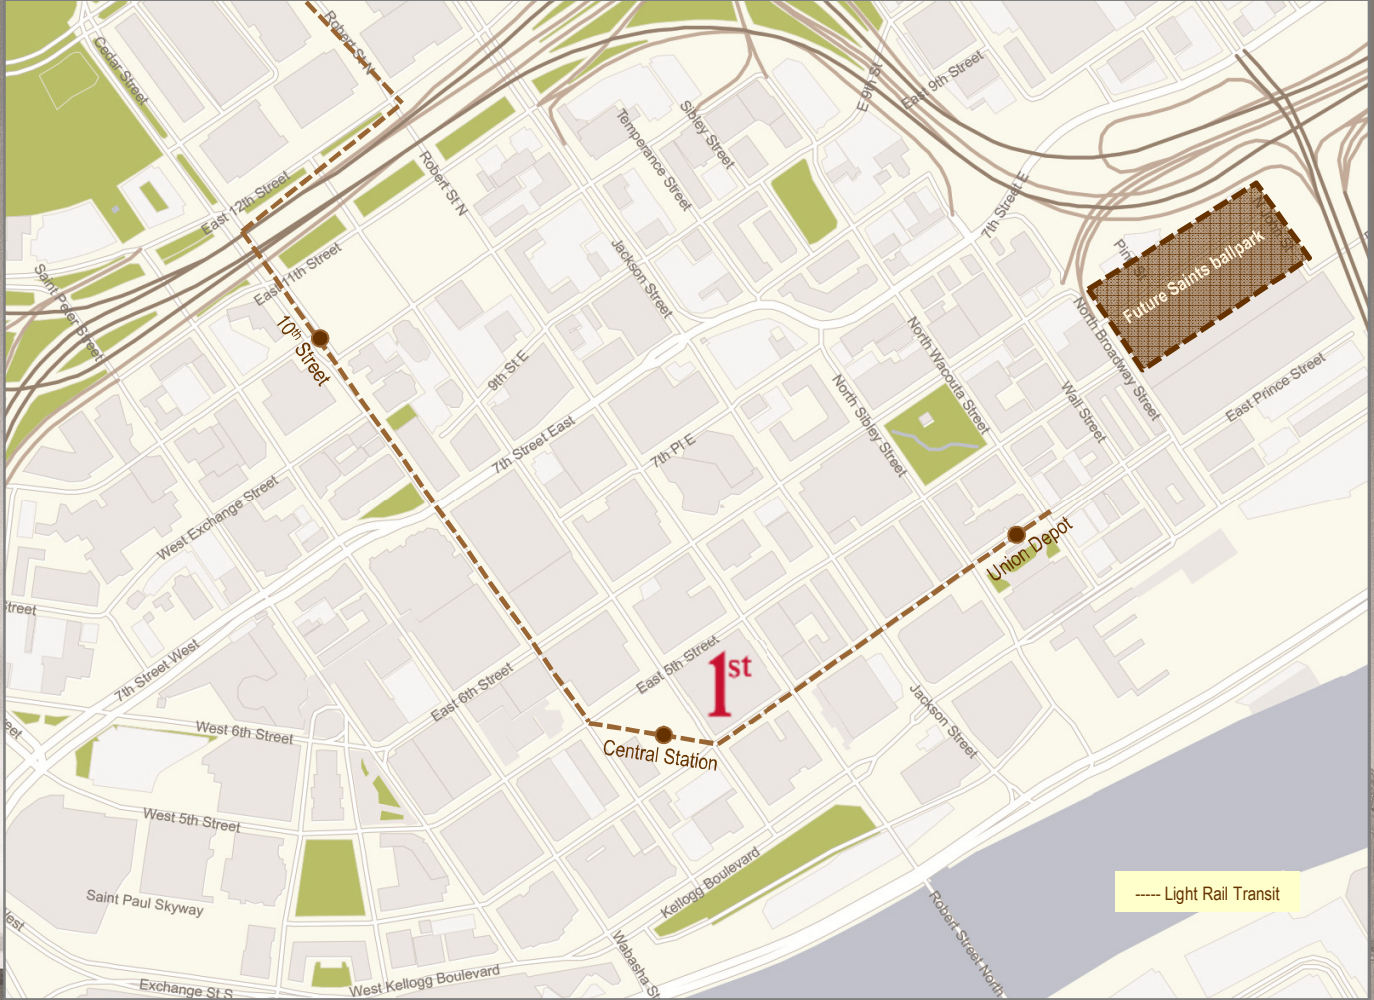 Robert St N
Cedar Street
East 9th Street
E 9th St
Sibley Street
Temperance Street
Robert St N
East 12th Street
7th Street E
Pine St
Future Saints ballpark
Jackson Street
East 11th Street
Saint Peter Street
10th Street
North Broadway Street
North Wacouta Street
9th St E
East Prince Street
Wall Street
North Sibley Street
7th Street East
7th Pl E
West Exchange Street
Union Depot
Street
East 5th Street
1st
7th Street West
East 6th Street
Jackson Street
West 6th Street
Central Station
West 5th Street
Kellogg Boulevard
Saint Paul Skyway
----- Light Rail Transit
Robert Street North
Wabasha St
West Kellogg Boulevard
Exchange St S